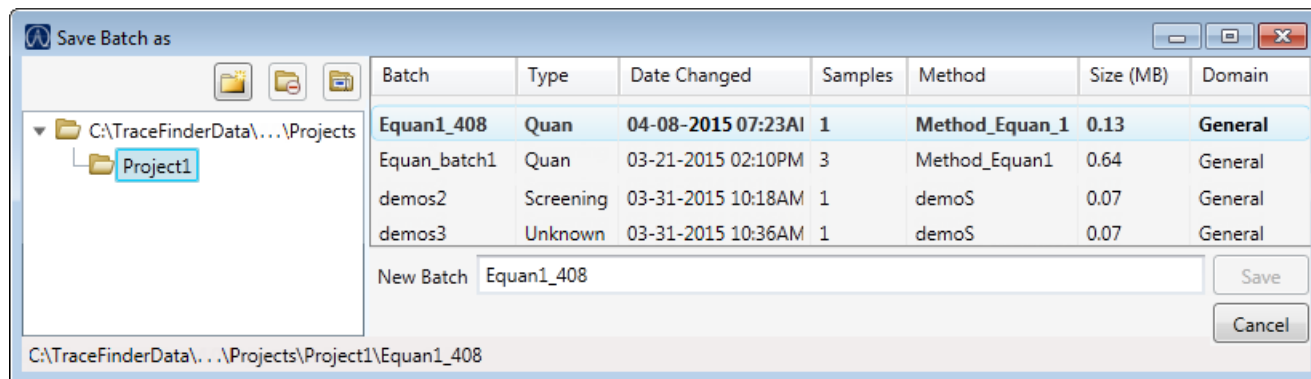 Save Batch as
Batch Type Date Changed Samples Method Size (MB) Domain
C:\TraceFinderData\...\Projects
Project1
Equan1_408 Quan 04-08-2015 07:23AI 1 Method_Equan_1 0.13 General
Equan_batch1 Quan 03-21-2015 02:10PM 3 Method_Equan1 0.64 General
demos2 Screening 03-31-2015 10:18AM 1 demoS 0.07 General
demos3 Unknown 03-31-2015 10:36AM 1 demoS 0.07 General
New Batch Equan1_408 Save
Cancel
C:\TraceFinderData\. . .\Projects\Project1\Equan1_408